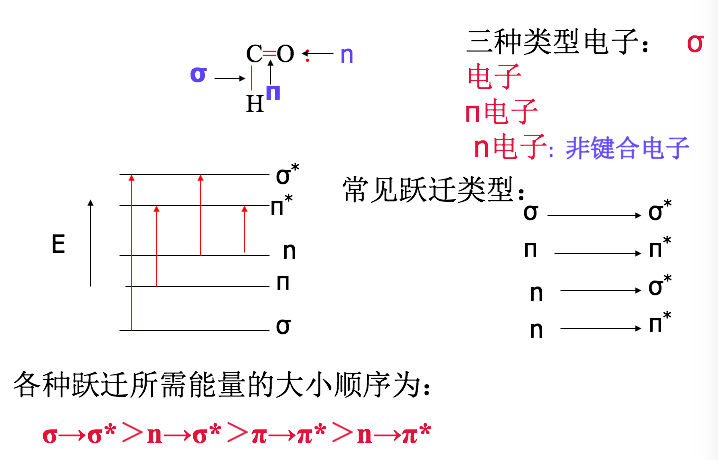 C=O : n
σ
п
H
三种类型电子： σ
电子
п电子
n电子: 非键合电子
σ*
п*
E
n
п
σ
常见跃迁类型：
σ σ*
п п*
n σ*
n п*
各种跃迁所需能量的大小顺序为：
σ→σ*＞n→σ*＞π→π*＞n→π*